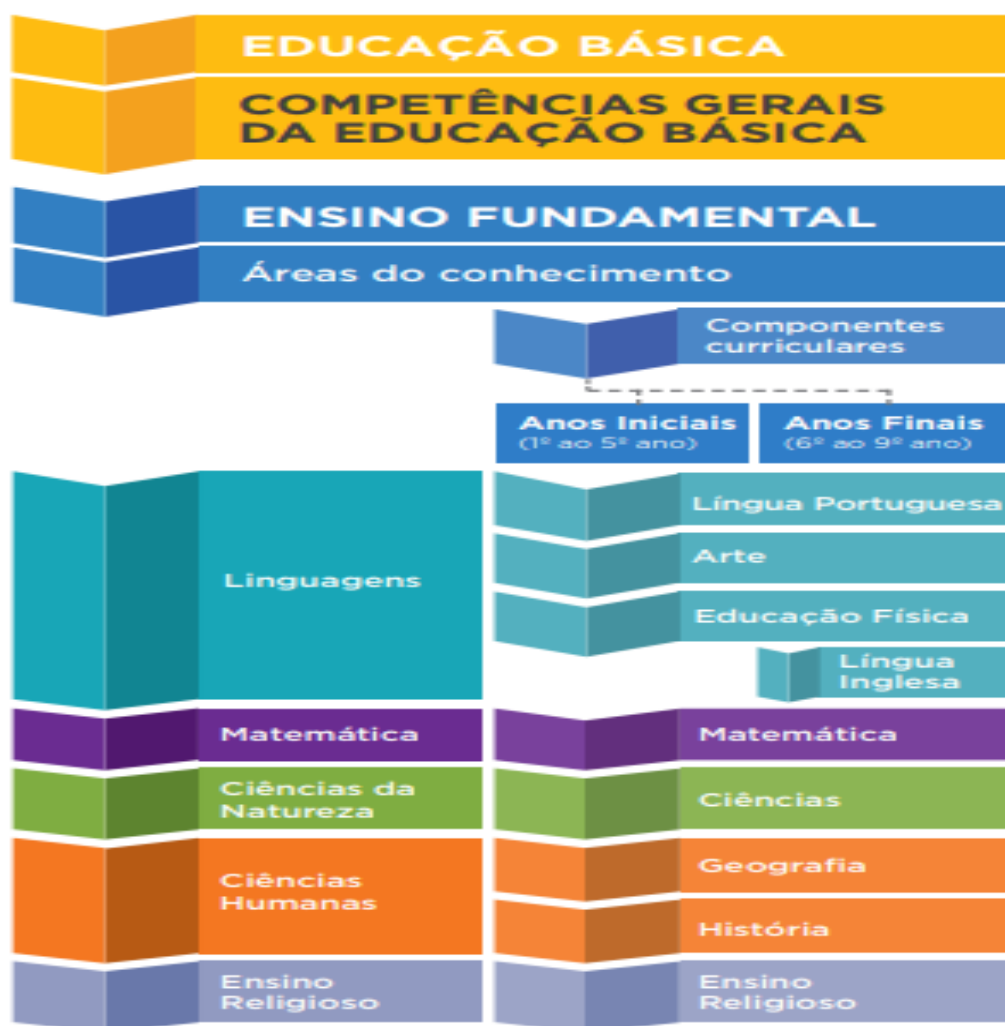 EDUCAÇÃO BÁSICA
COMPETÊNCIAS GERAIS
DA EDUCAÇÃO BÁSICA
ENSINO FUNDAMENTAL
Áreas do conhecimento
Componentes
curriculares
Anos Iniciais
(1º ao 5º ano)
Anos Finais
(6º ao 9º ano)
Linguagens
Língua Portuguesa
Arte
Educação Física
Língua
Inglesa
Matemática
Matemática
Ciências da
Natureza
Ciências
Ciências
Humanas
Geografia
História
Ensino
Religioso
Ensino
Religioso